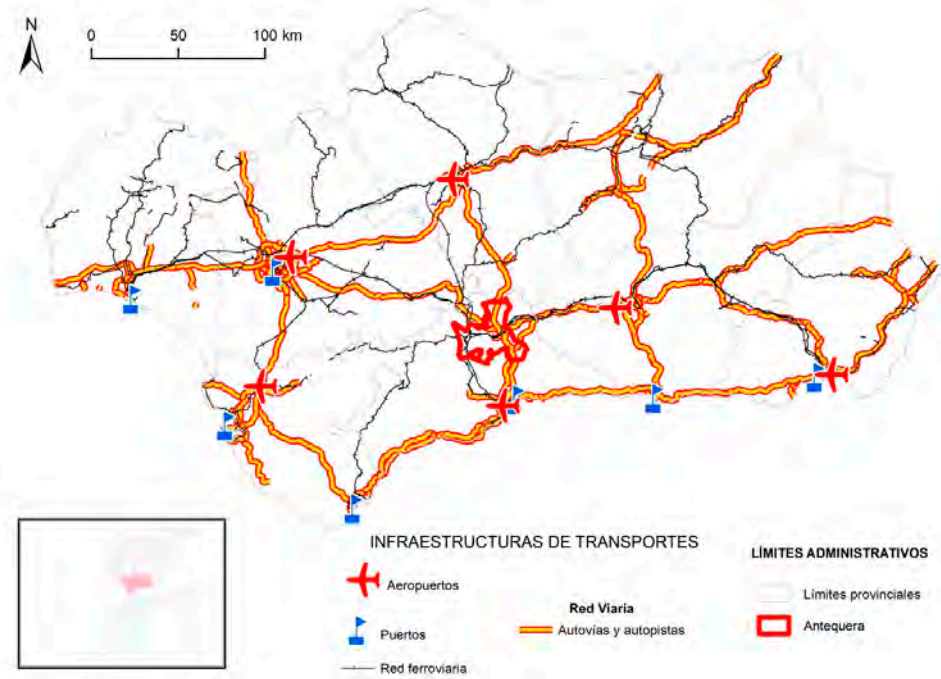 N
0 50 100 km
INFRAESTRUCTURAS DE TRANSPORTES
Aeropuertos
Puertos
Red ferroviaria
Red Viaria
Autovías y autopistas
LÍMITES ADMINISTRATIVOS
Límites provinciales
Antequera